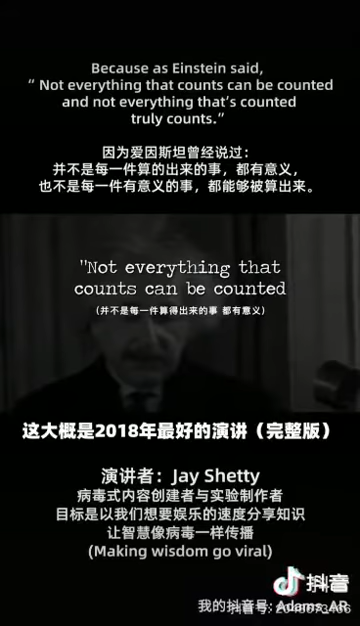 Because as Einstein said,
“ Not everything that counts can be counted
and not everything that’s counted
truly counts.”
因为爱因斯坦曾经说过：
并不是每一件算的出来的事，都有意义，
也不是每一件有意义的事，都能够被算出来。
"Not everything that
counts can be counted
（并不是每一件算得出来的事 都有意义）
这大概是2018年最好的演讲（完整版）
演讲者：Jay Shetty
病毒式内容创建者与实验制作者
目标是以我们想要娱乐的速度分享知识
让智慧像病毒一样传播
(Making wisdom go viral)
抖音
我的抖音号: Adams_AR
抖音号: